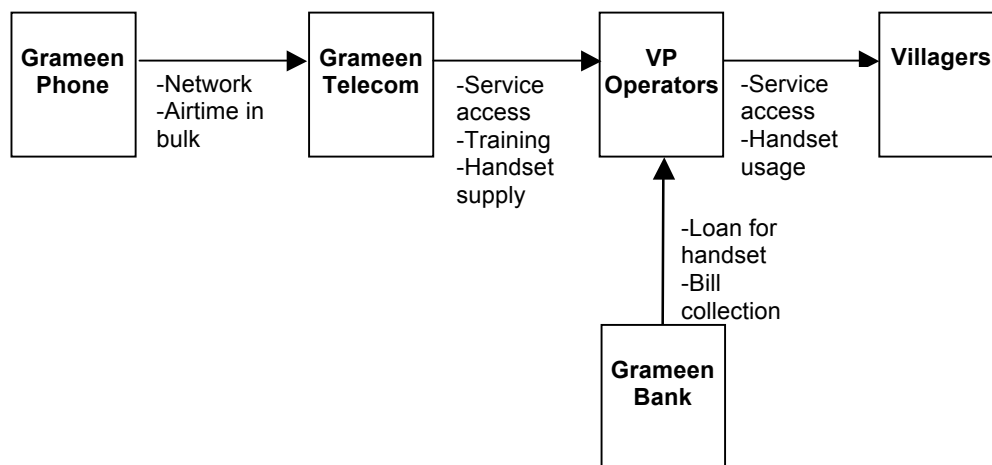 Grameen
Phone
-Network
-Airtime in
bulk
Grameen
Telecom
-Service
access
-Training
-Handset
supply
VP
Operators
-Service
access
-Handset
usage
Villagers
-Loan for
handset
-Bill
collection
Grameen
Bank